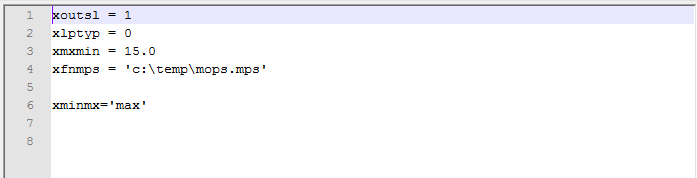 1 xoutsl = 1
2 xlptyp = 0
3 xmxmin = 15.0
4 xfnmps = 'c:\temp\mops.mps'
5
6 xminmx='max'
7
8